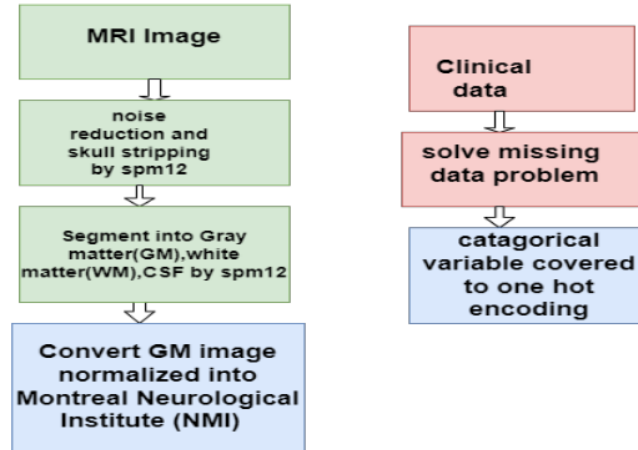 MRI Image
noise
reduction and
skull stripping
by spm12
Segment into Gray
matter(GM),white
matter(WM),CSF by spm12
Convert GM image
normalized into
Montreal Neurological
Institute (NMI)
Clinical
data
solve missing
data problem
catagorical
variable covered
to one hot
encoding